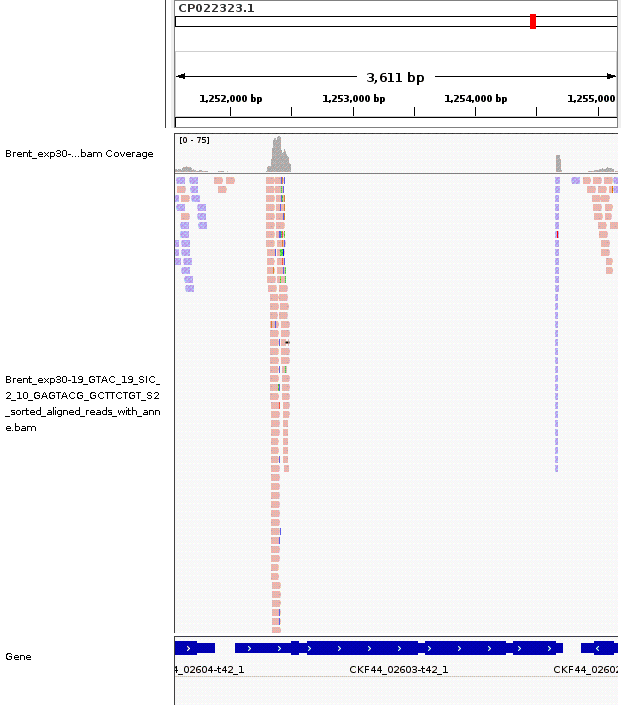 CP022323.1
3,611 bp
1,252,000 bp
1,253,000 bp
1,254,000 bp
1,255,000
[0 - 75]
Brent_exp30-...bam Coverage
Brent_exp30-19_GTAC_19_SIC_
2_10_GAGTACG_GCTTCTGT_S2
_sorted_aligned_reads_with_ann
e.bam
Gene
4_02604-t42_1
CKF44_02603-t42_1
CKF44_02602